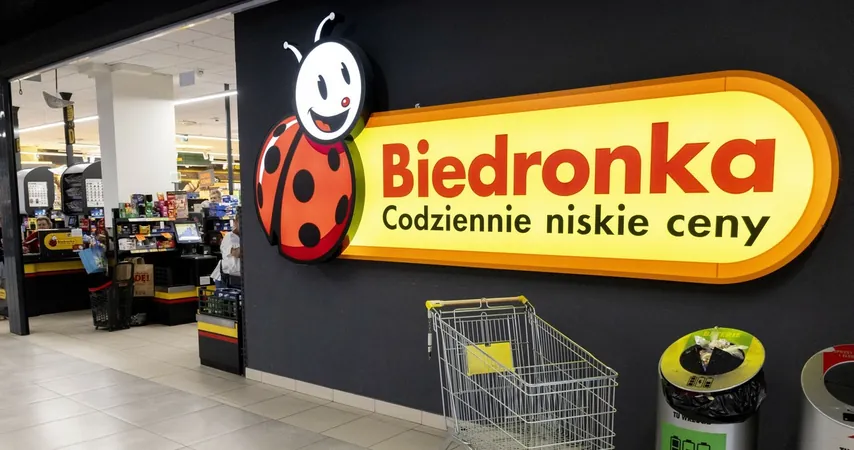 Biedronka
Codziennie niskie ceny